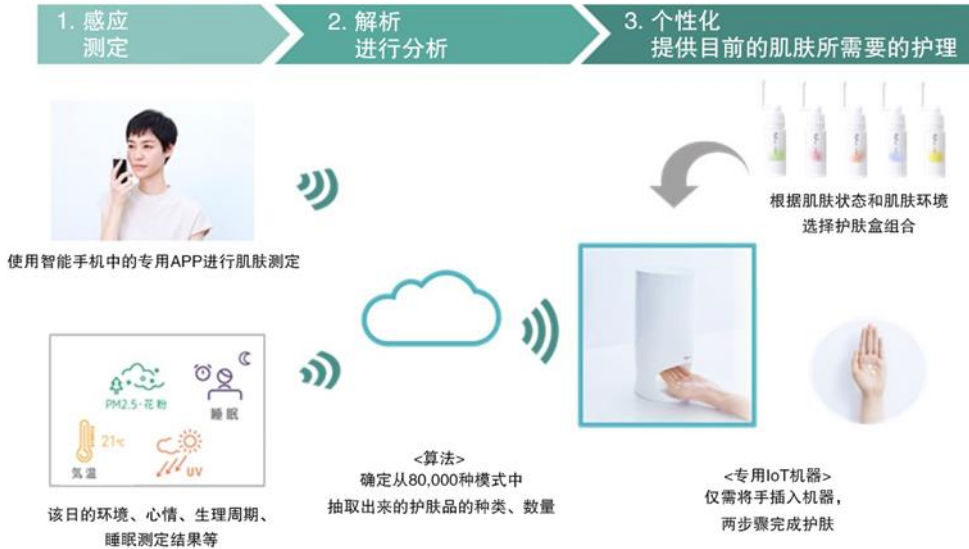 1. 感应
测定
2. 解析
进行分析
3. 个性化
提供目前的肌肤所需要的护理
使用智能手机中的专用APP进行肌肤测定
根据肌肤状态和肌肤环境
选择护肤盒组合
PM2.5·花粉
睡眠
21℃
気温
UV
该日的环境、心情、生理周期、
睡眠测定结果等
<算法>
确定从80,000种模式中
抽取出来的护肤品的种类、数量
<专用IoT机器>
仅需将手插入机器，
两步骤完成护肤